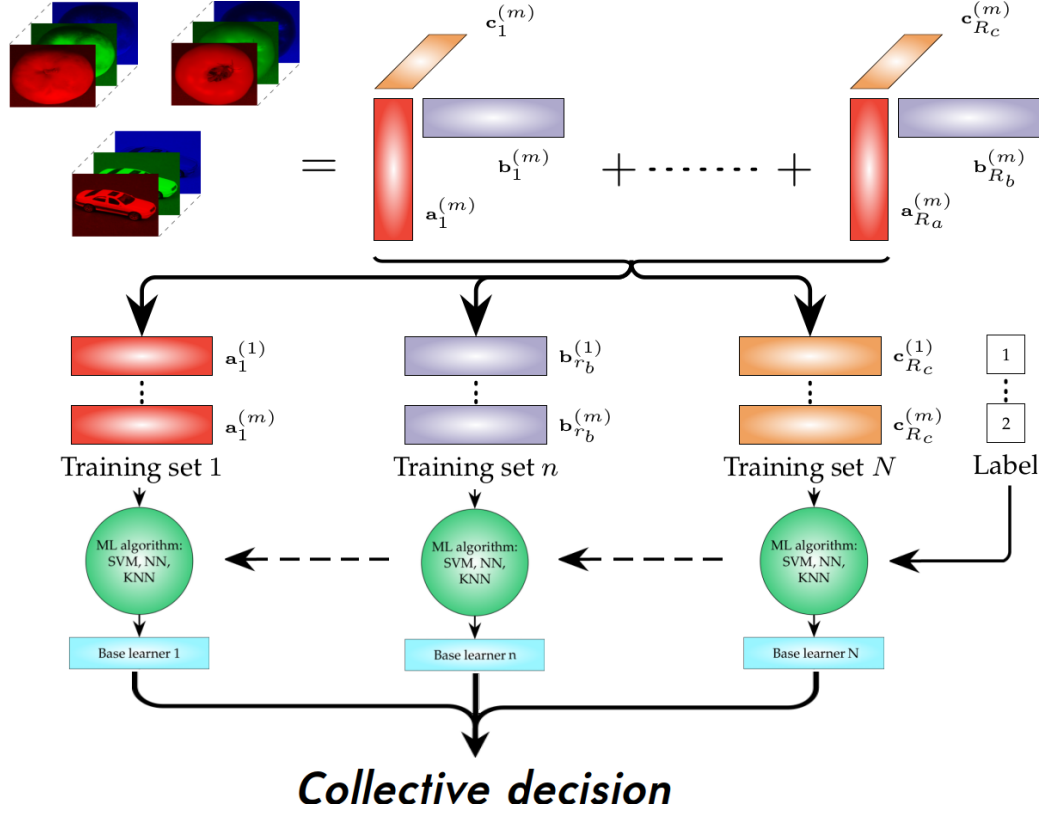 c_1^{(m)}
c_{R_c}^{(m)}
=
b_1^{(m)}
+ ....... +
b_{R_b}^{(m)}
a_1^{(m)}
a_{R_a}^{(m)}
a_1^{(1)}
b_{r_b}^{(1)}
c_{R_c}^{(1)}
1
a_1^{(m)}
b_{r_b}^{(m)}
c_{R_c}^{(m)}
2
Training set 1
Training set n
Training set N
Label
ML algorithm:
SVM, NN,
KNN
ML algorithm:
SVM, NN,
KNN
ML algorithm:
SVM, NN,
KNN
Base learner 1
Base learner n
Base learner N
Collective decision